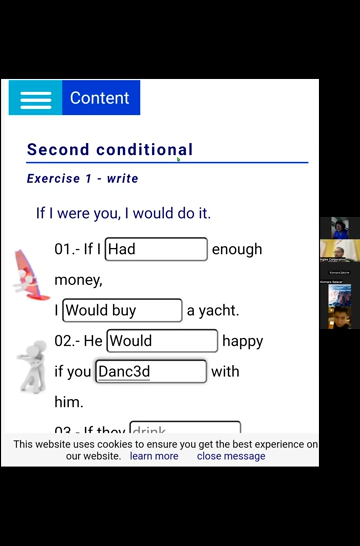 Content
Second conditional
Exercise 1 - write
If I were you, I would do it.
01.- If I Had enough
money,
I Would buy a yacht.
02.- He Would happy
if you Danc3d with
him.
03.- If they drink
This website uses cookies to ensure you get the best experience on
our website. learn more close message